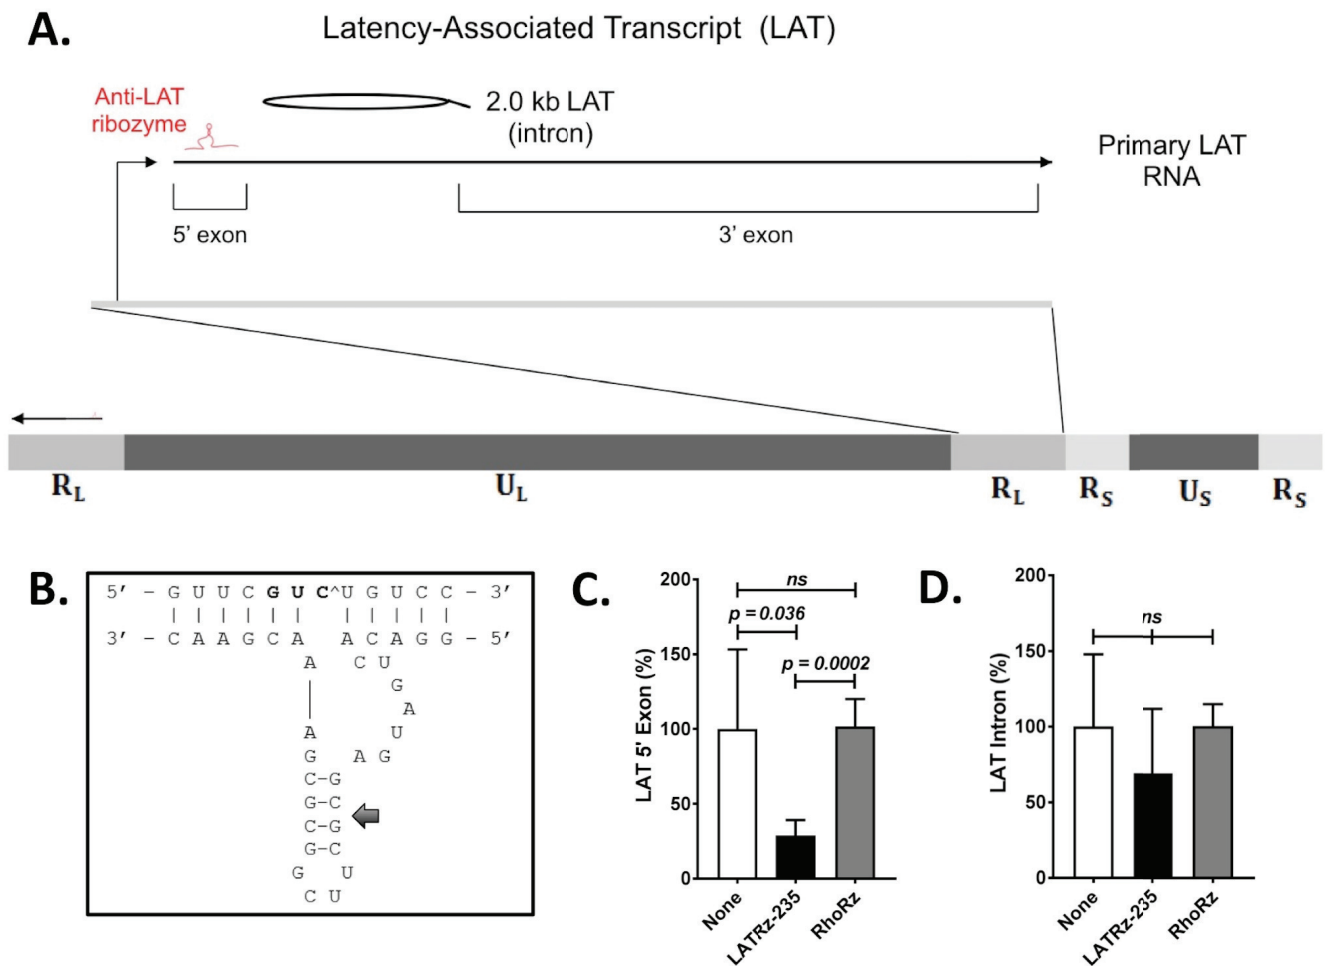 A.
Latency-Associated Transcript (LAT)
Anti-LAT
ribozyme
2.0 kb LAT
(intron)
Primary LAT
RNA
5’ exon
3’ exon
RL
UL
RL
RS
US
RS
B.
5’ – G U U C G U C^U G U C C – 3’
3’ – C A A G C A A C A G G – 5’
A C U
G
A
A U
G A G
C–G
G C
C–G
G–C
G U
C U
C.
LAT 5' Exon (%)
200
150
100
50
0
ns
p = 0.036
p = 0.0002
None
LATRz-235
RhoRz
D.
LAT Intron (%)
200
150
100
50
0
ns
None
LATRz-235
RhoRz